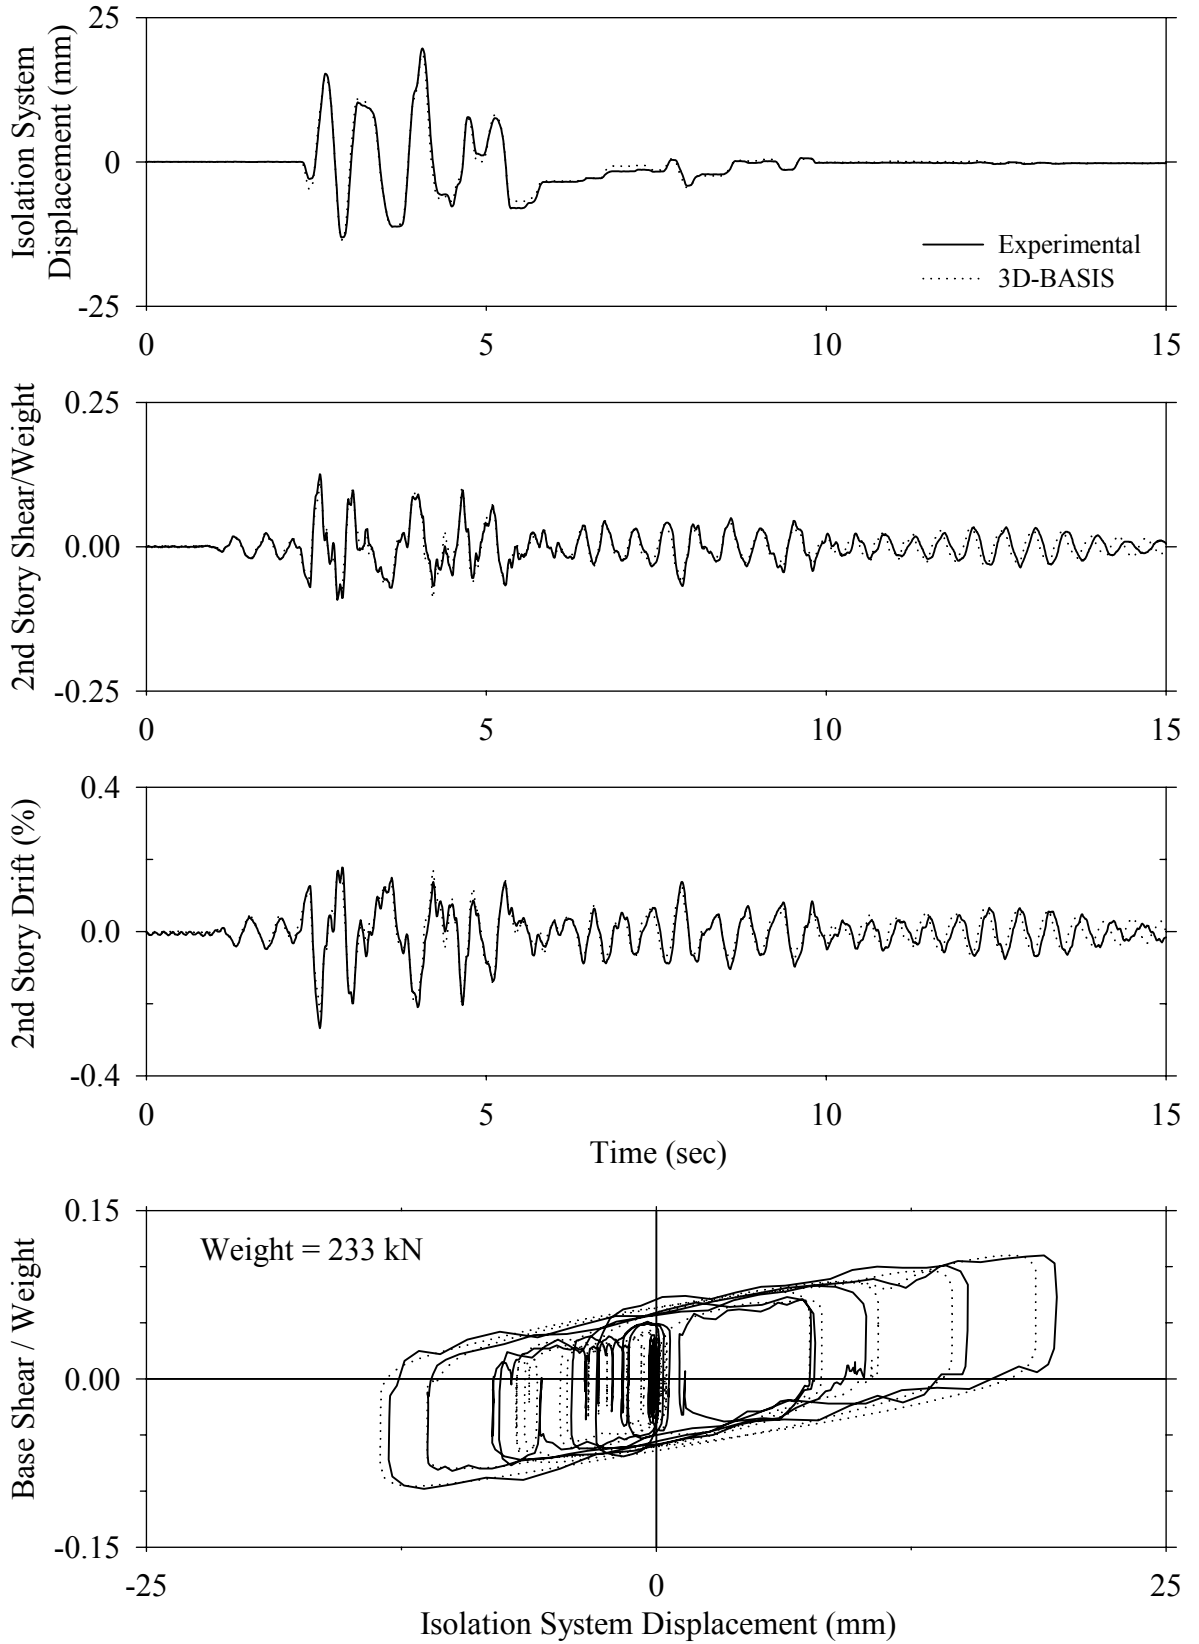 25
0
-25
Isolation System
Displacement (mm)
Experimental
3D-BASIS
0 5 10 15
0.25
0.00
-0.25
2nd Story Shear/Weight
0 5 10 15
0.4
0.0
-0.4
2nd Story Drift (%)
0 5 10 15
Time (sec)
0.15
0.00
-0.15
Base Shear / Weight
Weight = 233 kN
-25 0 25
Isolation System Displacement (mm)